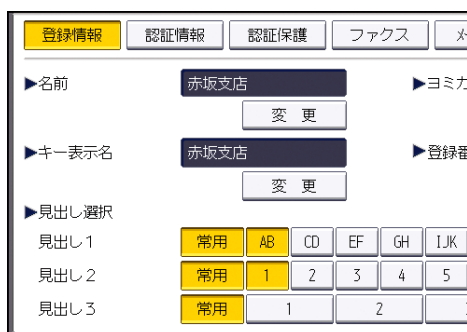 登録情報 認証情報 認証保護 ファクス
▶名前 赤坂支店 ▶ヨミカ
変 更
▶キー表示名 赤坂支店 ▶登録番
変 更
▶見出し選択
見出し1 常用 AB CD EF GH IJK
見出し2 常用 1 2 3 4 5
見出し3 常用 1 2